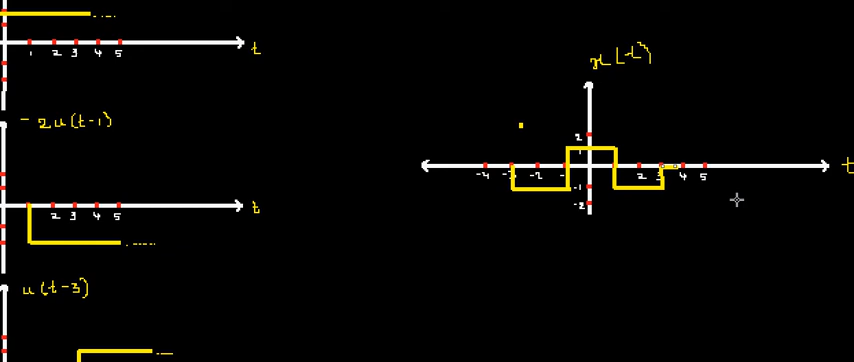 1 2 3 4 5
t
-2u(t-1)
2 3 4 5
t
u(t-3)
x(t)
2
1
-4 -3 -2 - 2 3 4 5
t
-1
-2